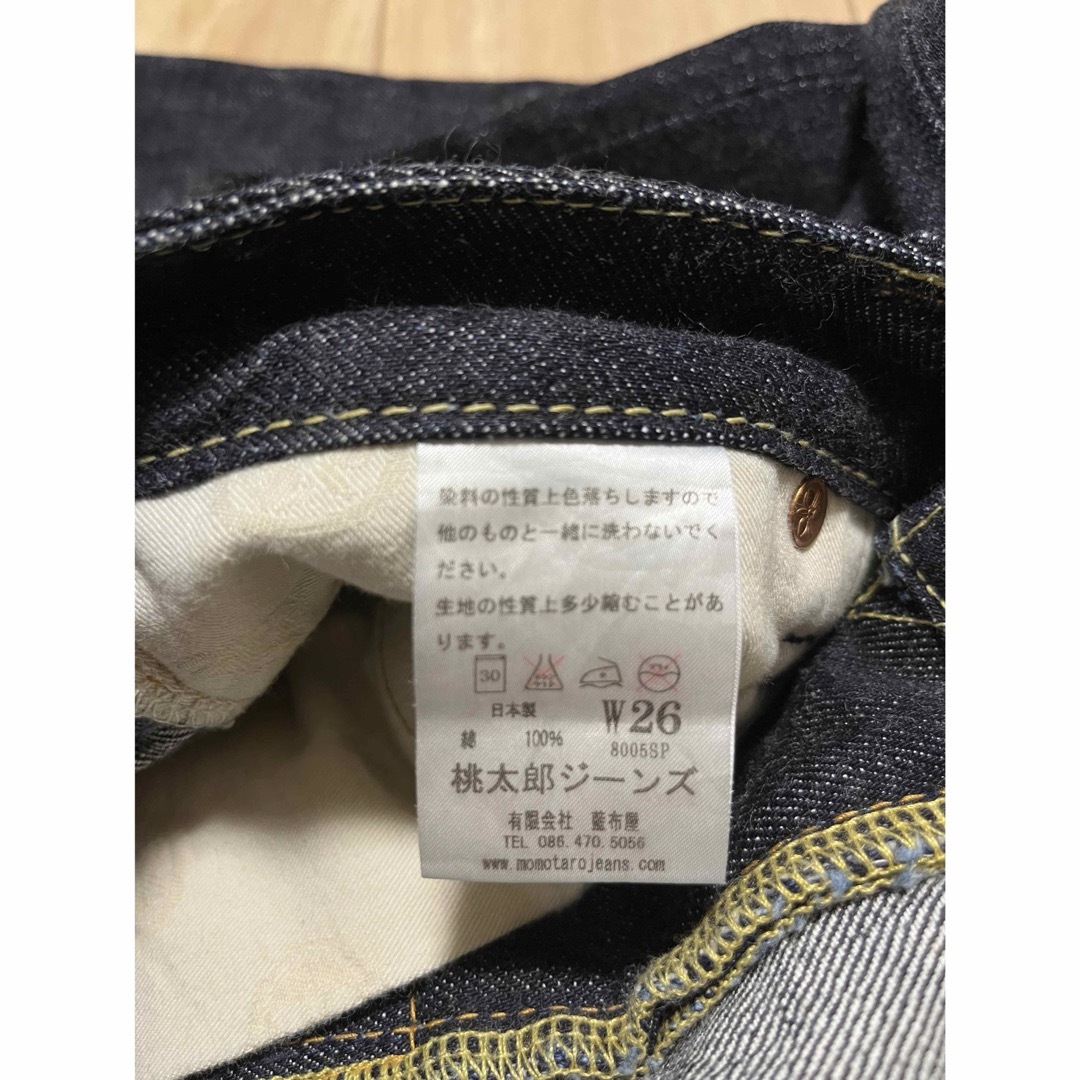 染料の性質上色落ちしますので
他のものと一緒に洗わないでく
ださい。
生地の性質上多少縮むことがあ
ります。
30
日本製 W26
綿 100% 8005SP
桃太郎ジーンズ
有限会社 藍布屋
TEL 086.470.5056
www.momotarojeans.com